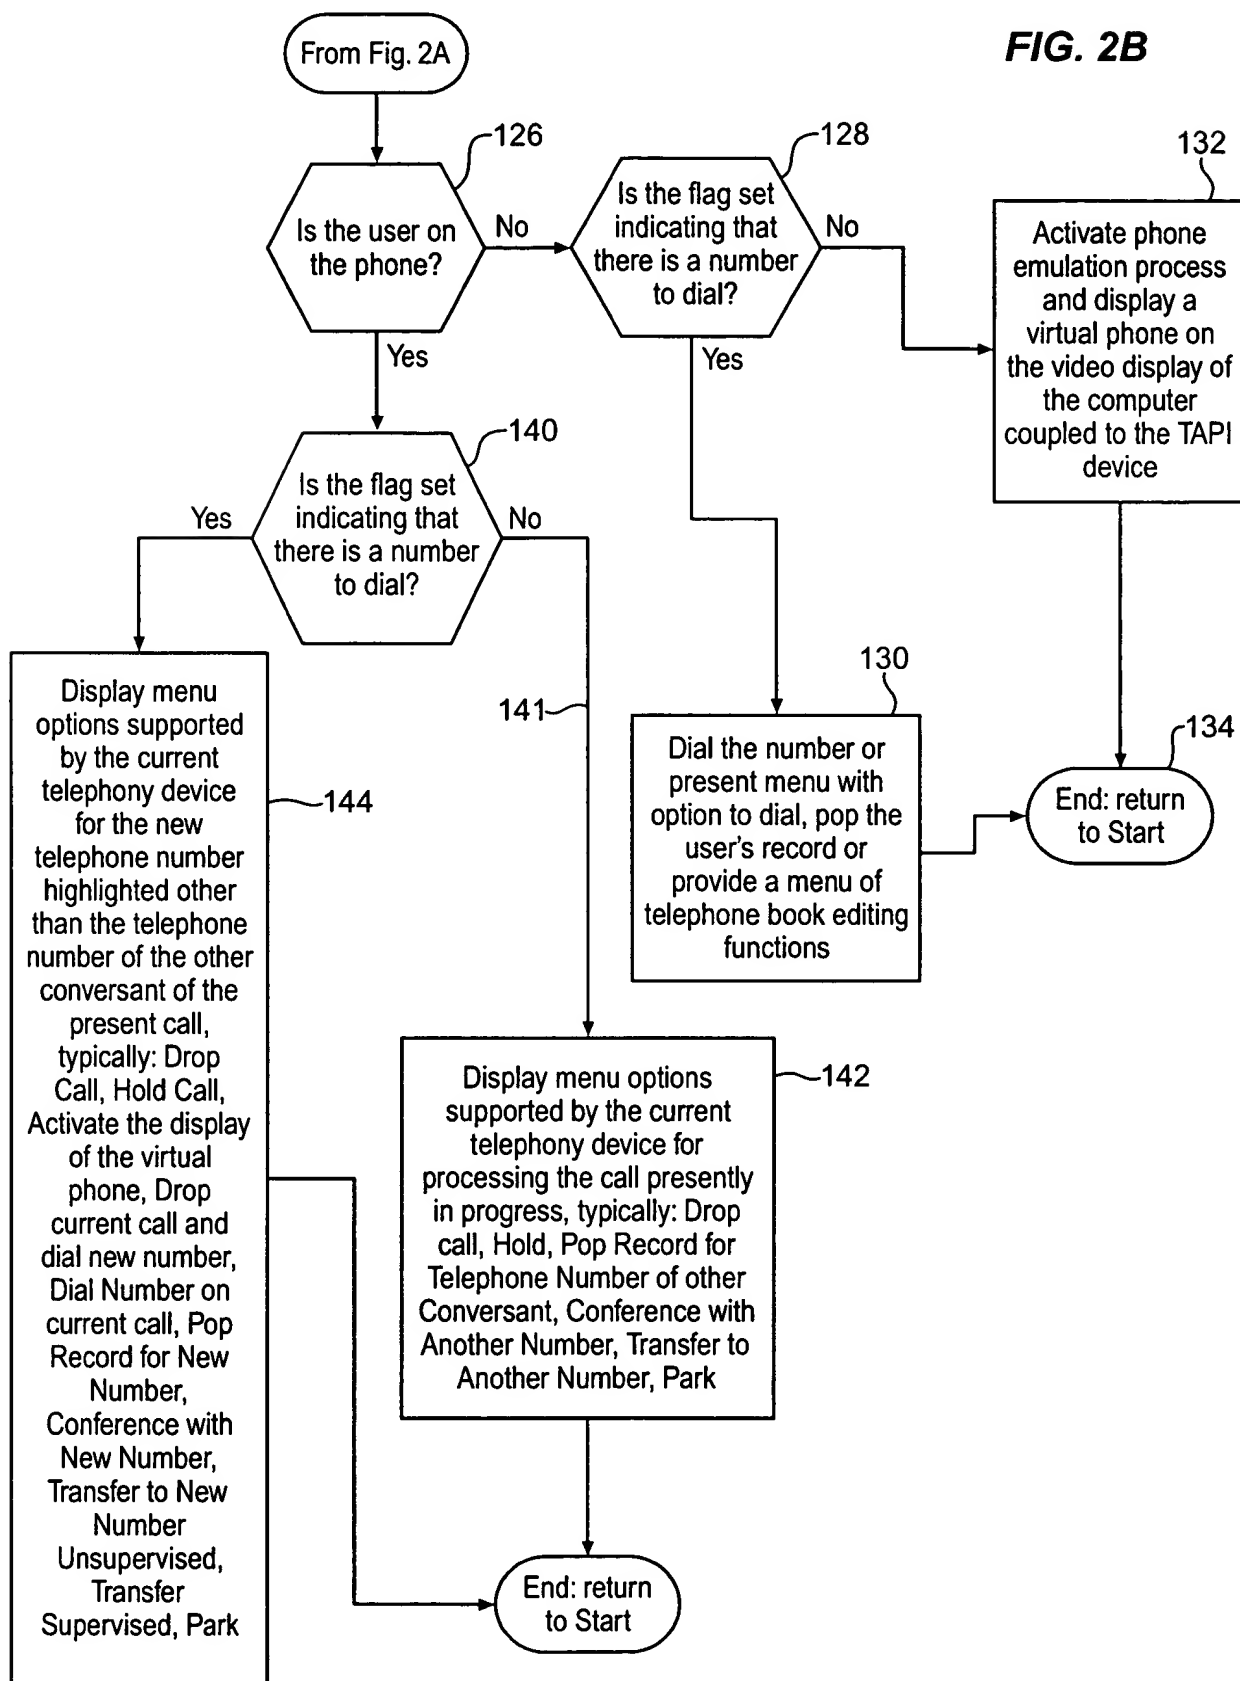 FIG. 2B
From Fig. 2A
126
Is the user on
the phone?
No
Yes
128
Is the flag set
indicating that
there is a number
to dial?
No
Yes
132
Activate phone
emulation process
and display a
virtual phone on
the video display of
the computer
coupled to the TAPI
device
140
Is the flag set
indicating that
there is a number
to dial?
Yes
No
141
130
Dial the number or
present menu with
option to dial, pop the
user's record or
provide a menu of
telephone book editing
functions
134
End: return
to Start
144
Display menu
options supported
by the current
telephony device
for the new
telephone number
highlighted other
than the telephone
number of the other
conversant of the
present call,
typically: Drop
Call, Hold Call,
Activate the display
of the virtual
phone, Drop
current call and
dial new number,
Dial Number on
current call, Pop
Record for New
Number,
Conference with
New Number,
Transfer to New
Number
Unsupervised,
Transfer
Supervised, Park
142
Display menu options
supported by the current
telephony device for
processing the call presently
in progress, typically: Drop
call, Hold, Pop Record for
Telephone Number of other
Conversant, Conference with
Another Number, Transfer to
Another Number, Park
End: return
to Start